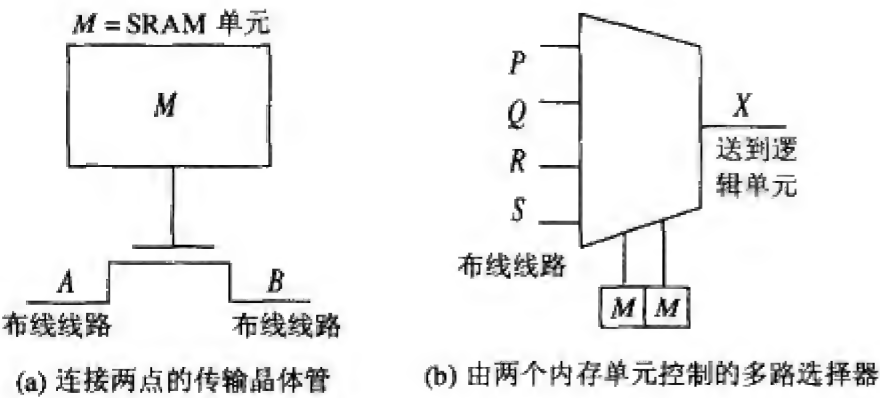 M = SRAM 单元
M
A
B
布线线路
布线线路
(a) 连接两点的传输晶体管
P
Q
R
S
布线线路
X
送到逻
辑单元
M M
(b) 由两个内存单元控制的多路选择器